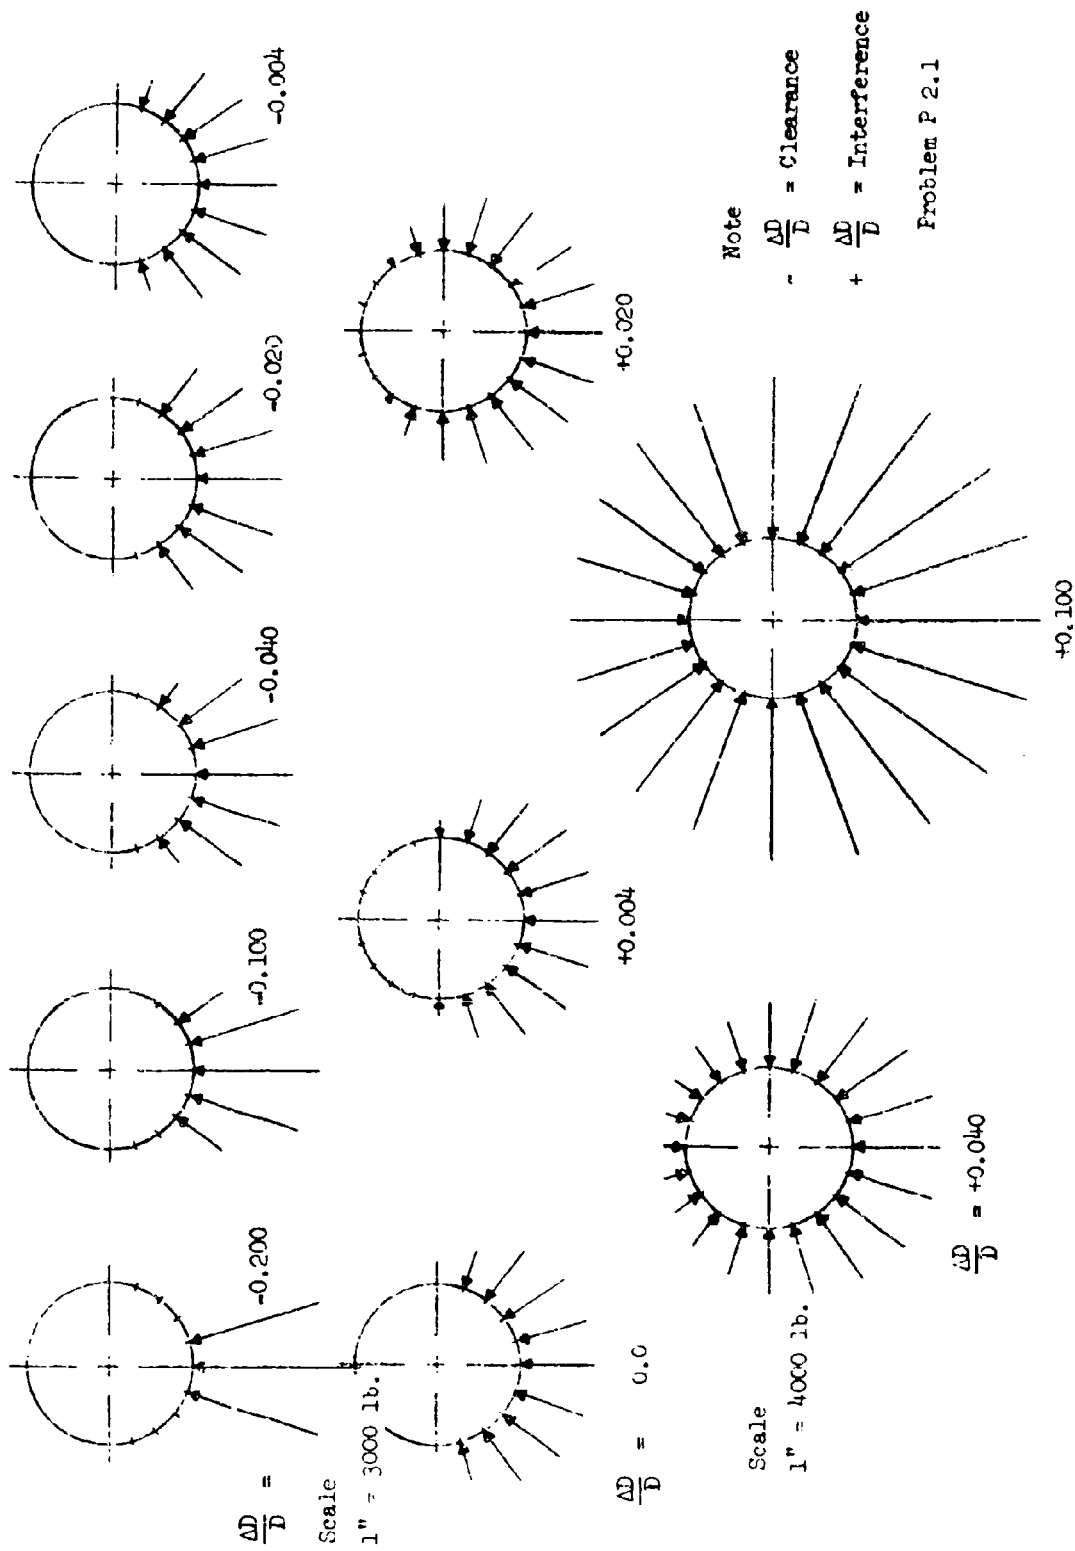 ΔD/D =
-0.200
-0.100
-0.040
-0.020
-0.004
Scale
1" = 3000 lb.
ΔD/D = 0.0
+0.004
+0.020
Scale
1" = 4000 lb.
ΔD/D = +0.040
+0.100
Note
- ΔD/D = Clearance
+ ΔD/D = Interference
Problem P 2.1